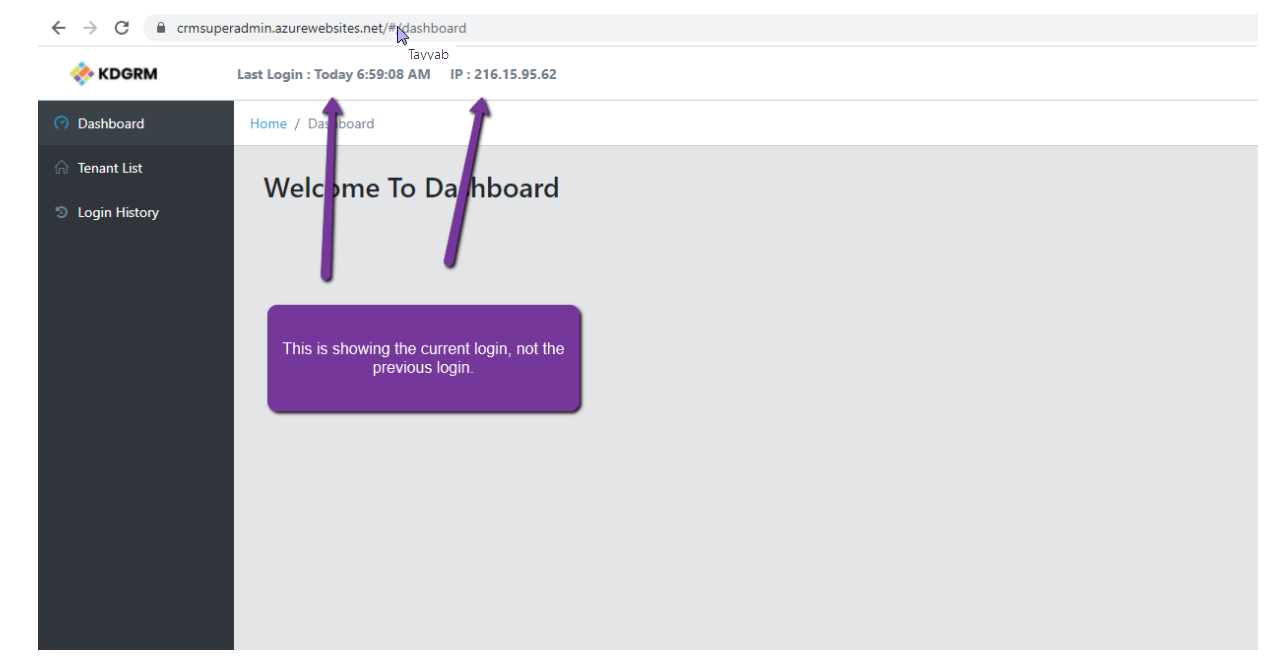 crmsuperadmin.azurewebsites.net/#/dashboard
Tayyab
KDGRM
Last Login : Today 6:59:08 AM IP : 216.15.95.62
Dashboard
Home / Dashboard
Tenant List
Welcome To Dashboard
Login History
This is showing the current login, not the
previous login.